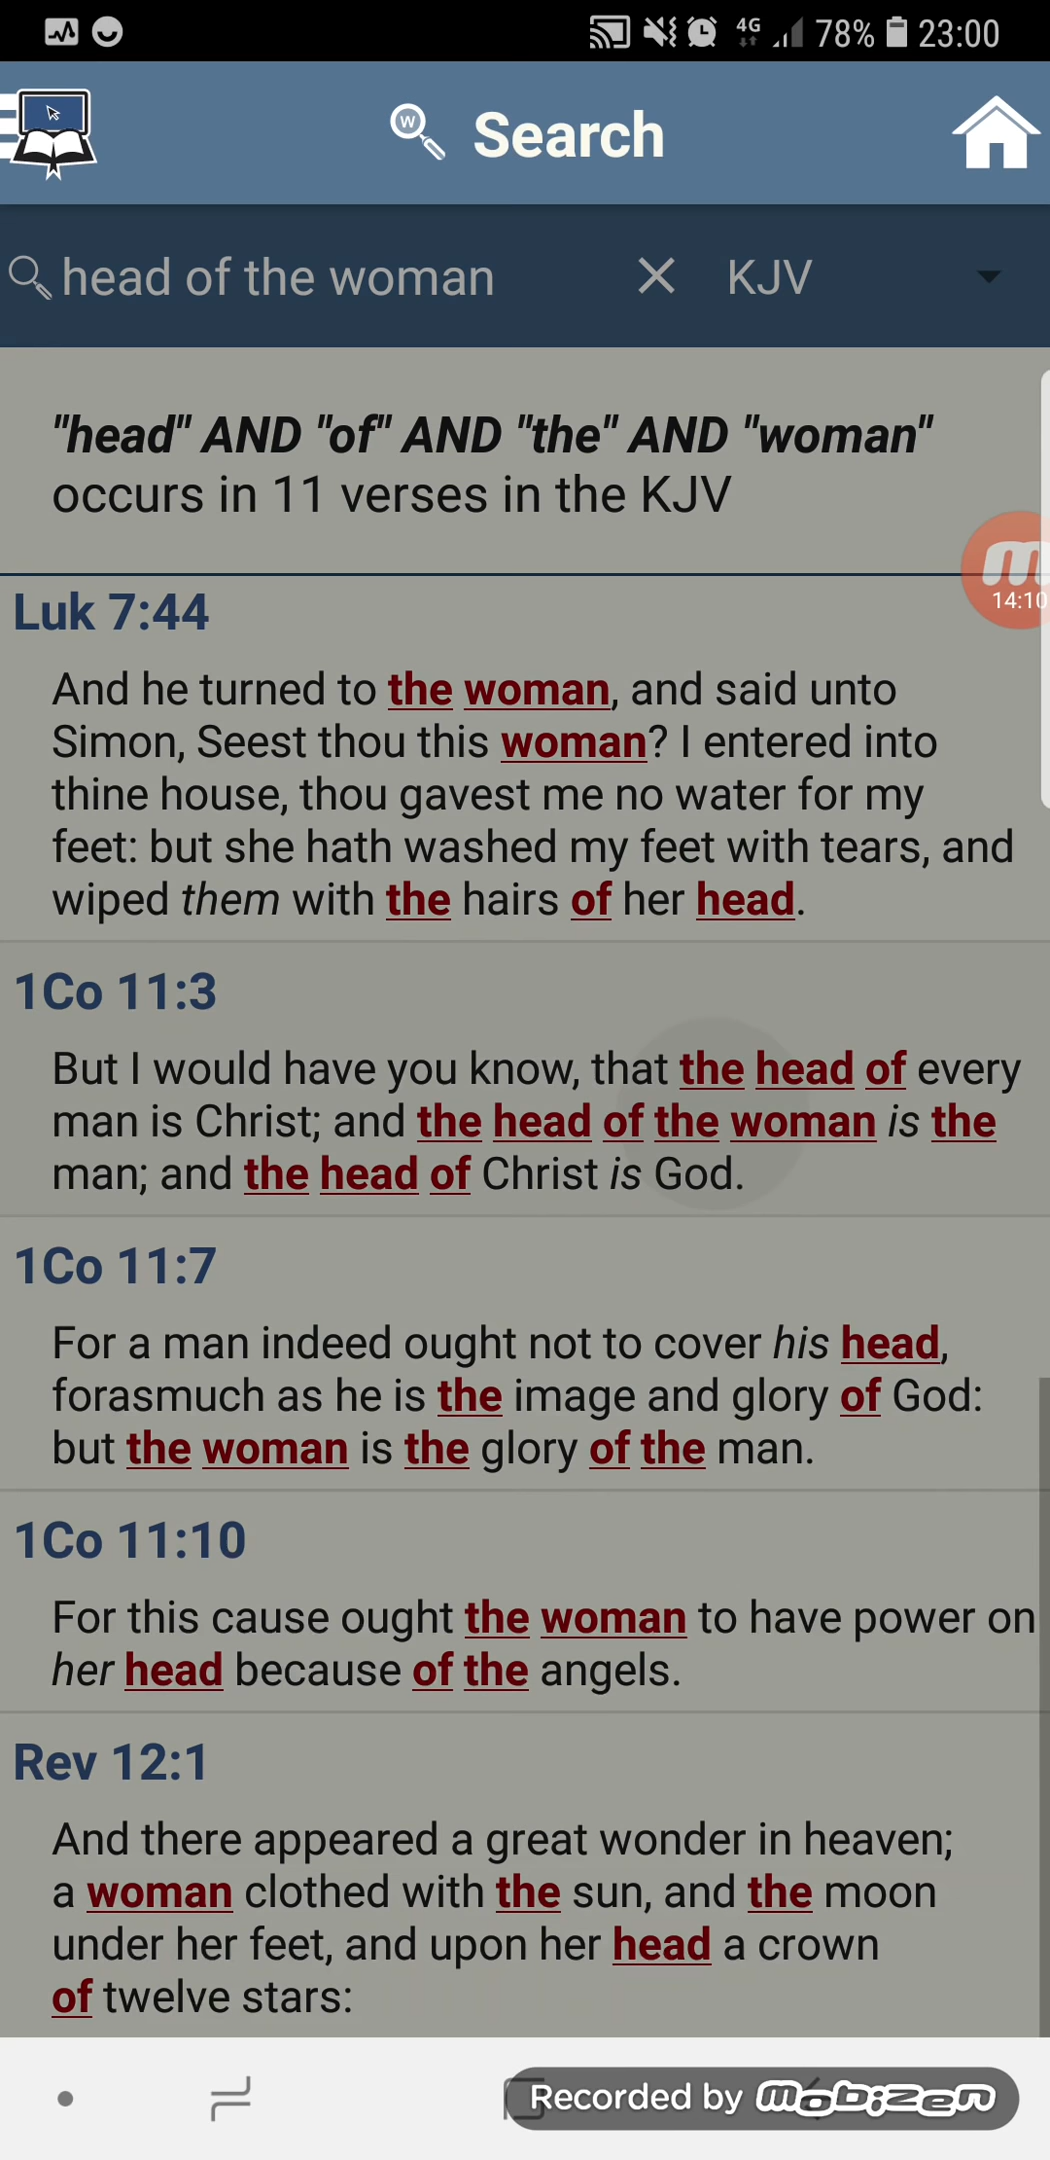 4G 78% 23:00
W Search
head of the woman KJV
"head" AND "of" AND "the" AND "woman"
occurs in 11 verses in the KJV
m
14:10
Luk 7:44
And he turned to the woman, and said unto
Simon, Seest thou this woman? I entered into
thine house, thou gavest me no water for my
feet: but she hath washed my feet with tears, and
wiped them with the hairs of her head.
1Co 11:3
But I would have you know, that the head of every
man is Christ; and the head of the woman is the
man; and the head of Christ is God.
1Co 11:7
For a man indeed ought not to cover his head,
forasmuch as he is the image and glory of God:
but the woman is the glory of the man.
1Co 11:10
For this cause ought the woman to have power on
her head because of the angels.
Rev 12:1
And there appeared a great wonder in heaven;
a woman clothed with the sun, and the moon
under her feet, and upon her head a crown
of twelve stars:
Recorded by mobizen